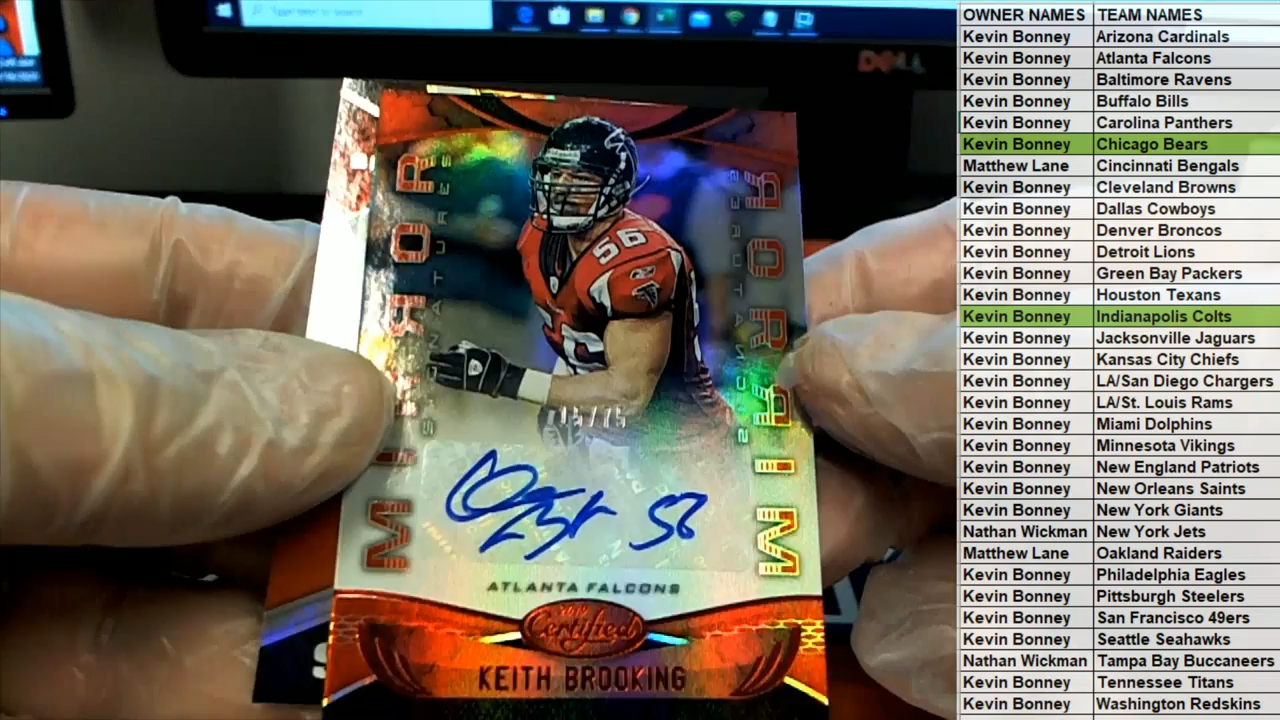 Type here to search
DELL
MIRROR
SIGNATURES
MIRROR
SIGNATURES
56
ATLANTA FALCONS
2019
Certified
KEITH BROOKING
OWNER NAMES TEAM NAMES
Kevin Bonney Arizona Cardinals
Kevin Bonney Atlanta Falcons
Kevin Bonney Baltimore Ravens
Kevin Bonney Buffalo Bills
Kevin Bonney Carolina Panthers
Kevin Bonney Chicago Bears
Matthew Lane Cincinnati Bengals
Kevin Bonney Cleveland Browns
Kevin Bonney Dallas Cowboys
Kevin Bonney Denver Broncos
Kevin Bonney Detroit Lions
Kevin Bonney Green Bay Packers
Kevin Bonney Houston Texans
Kevin Bonney Indianapolis Colts
Kevin Bonney Jacksonville Jaguars
Kevin Bonney Kansas City Chiefs
Kevin Bonney LA/San Diego Chargers
Kevin Bonney LA/St. Louis Rams
Kevin Bonney Miami Dolphins
Kevin Bonney Minnesota Vikings
Kevin Bonney New England Patriots
Kevin Bonney New Orleans Saints
Kevin Bonney New York Giants
Nathan Wickman New York Jets
Matthew Lane Oakland Raiders
Kevin Bonney Philadelphia Eagles
Kevin Bonney Pittsburgh Steelers
Kevin Bonney San Francisco 49ers
Kevin Bonney Seattle Seahawks
Nathan Wickman Tampa Bay Buccaneers
Kevin Bonney Tennessee Titans
Kevin Bonney Washington Redskins